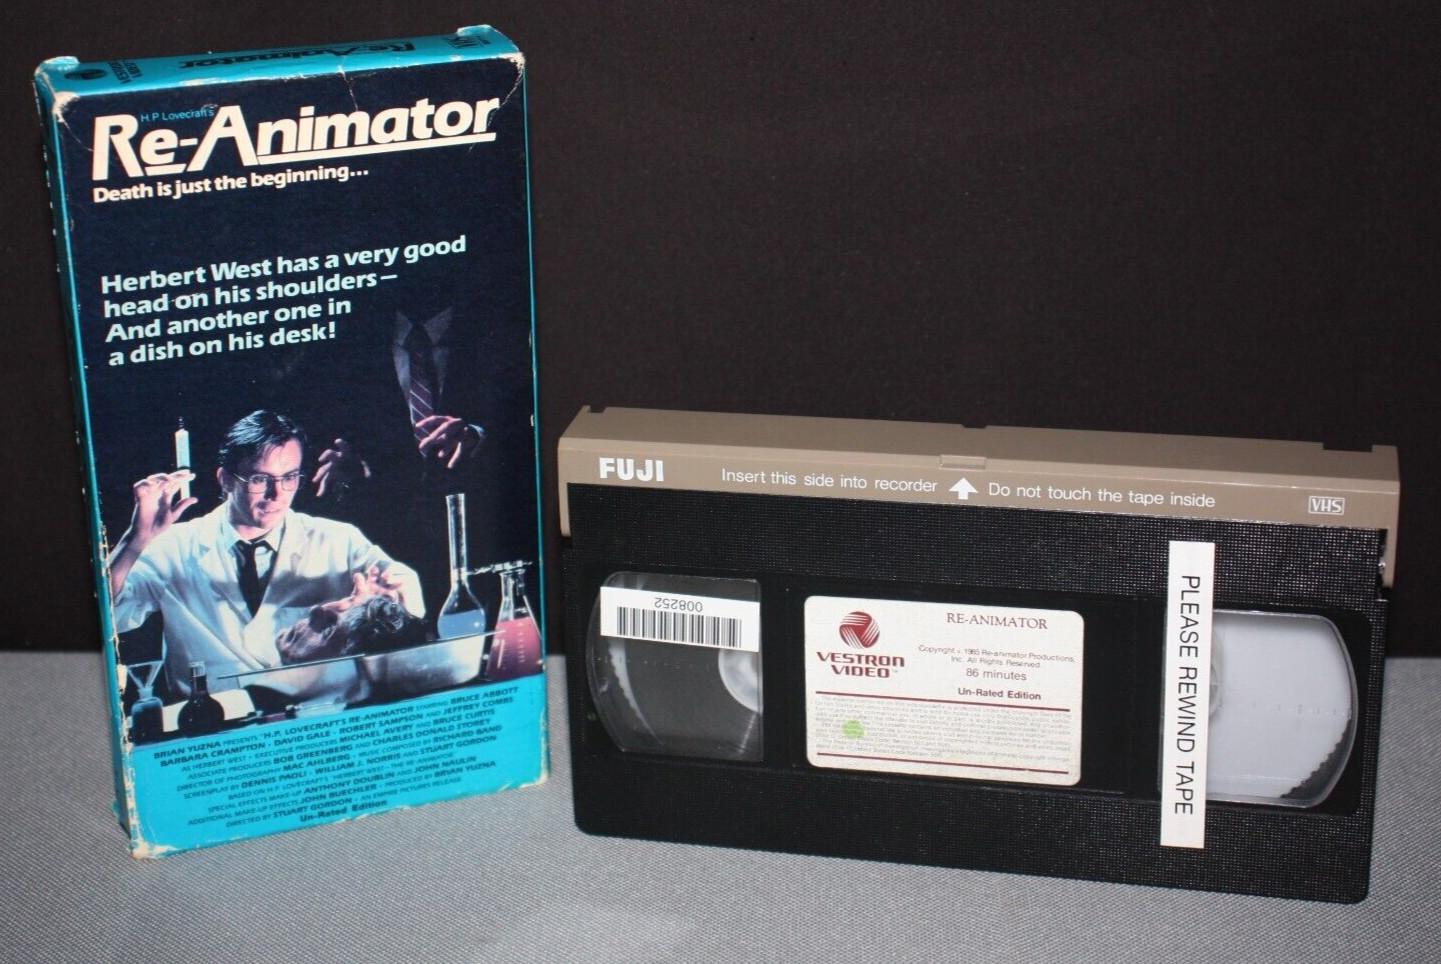 Re-Animator
H.P. Lovecraft's
Re-Animator
Death is just the beginning...
Herbert West has a very good
head on his shoulders—
And another one in
a dish on his desk!
BRIAN YUZNA PRESENTS "H.P. LOVECRAFT'S RE-ANIMATOR STARRING BRUCE ABBOTT
BARBARA CRAMPTON · DAVID GALE · ROBERT SAMPSON AND JEFFREY COMBS
AS HERBERT WEST · EXECUTIVE PRODUCERS MICHAEL AVERY AND BRUCE CURTIS
ASSOCIATE PRODUCERS BOB GREENBERG AND CHARLES DONALD STOREY
DIRECTOR OF PHOTOGRAPHY MAC AHLBERG · MUSIC COMPOSED BY RICHARD BAND
SCREENPLAY BY DENNIS PAOLI · WILLIAM J. NORRIS AND STUART GORDON
BASED ON H.P. LOVECRAFT'S "HERBERT WEST – THE RE-ANIMATOR"
SPECIAL EFFECTS MAKE-UP ANTHONY DOUBLIN AND JOHN NAULIN
ADDITIONAL MAKE-UP EFFECTS JOHN BUECHLER · PRODUCED BY BRIAN YUZNA
DIRECTED BY STUART GORDON · AN EMPIRE PICTURES RELEASE
Un-Rated Edition
FUJI
Insert this side into recorder Do not touch the tape inside
VHS
008252
VESTRON
VIDEO™
RE-ANIMATOR
Copyright 1985 Re-animator Productions,
Inc. All Rights Reserved.
86 minutes
Un-Rated Edition
PLEASE REWIND TAPE